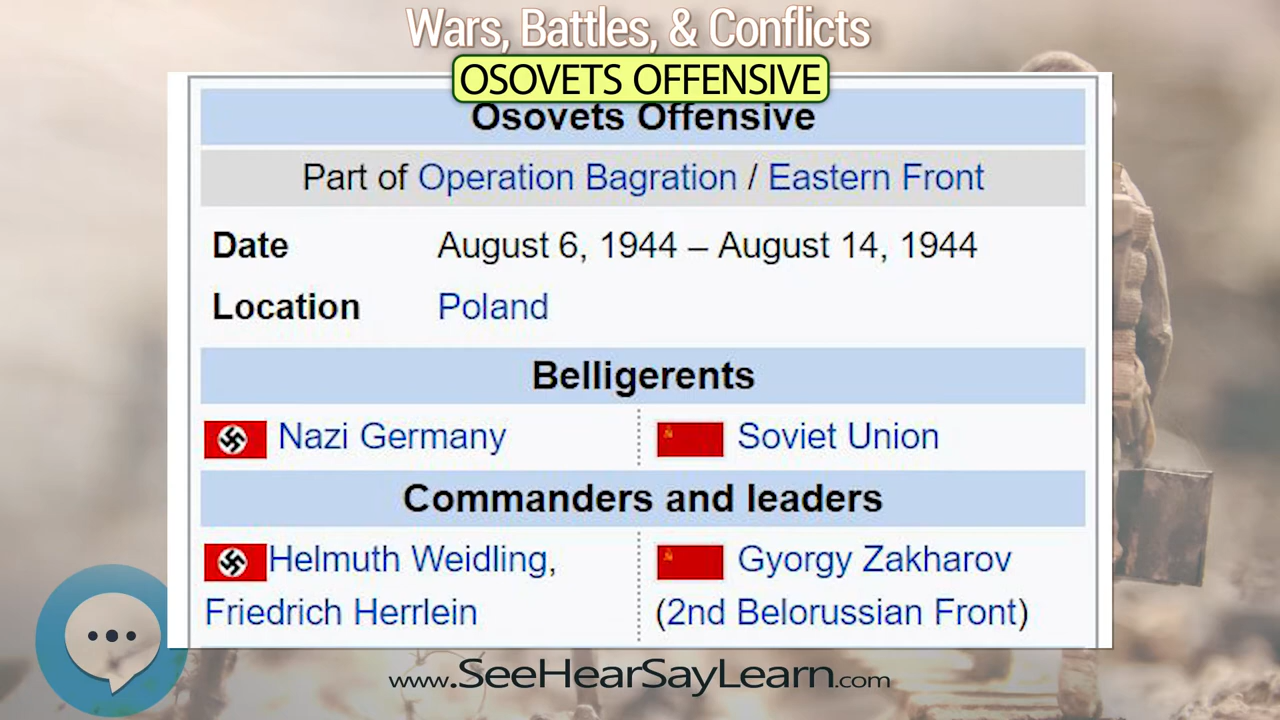 Wars, Battles, & Conflicts
OSOVETS OFFENSIVE
Osovets Offensive
Part of Operation Bagration / Eastern Front
Date August 6, 1944 – August 14, 1944
Location Poland
Belligerents
Nazi Germany Soviet Union
Commanders and leaders
Helmuth Weidling, Gyorgy Zakharov
Friedrich Herrlein (2nd Belorussian Front)
www.SeeHearSayLearn.com